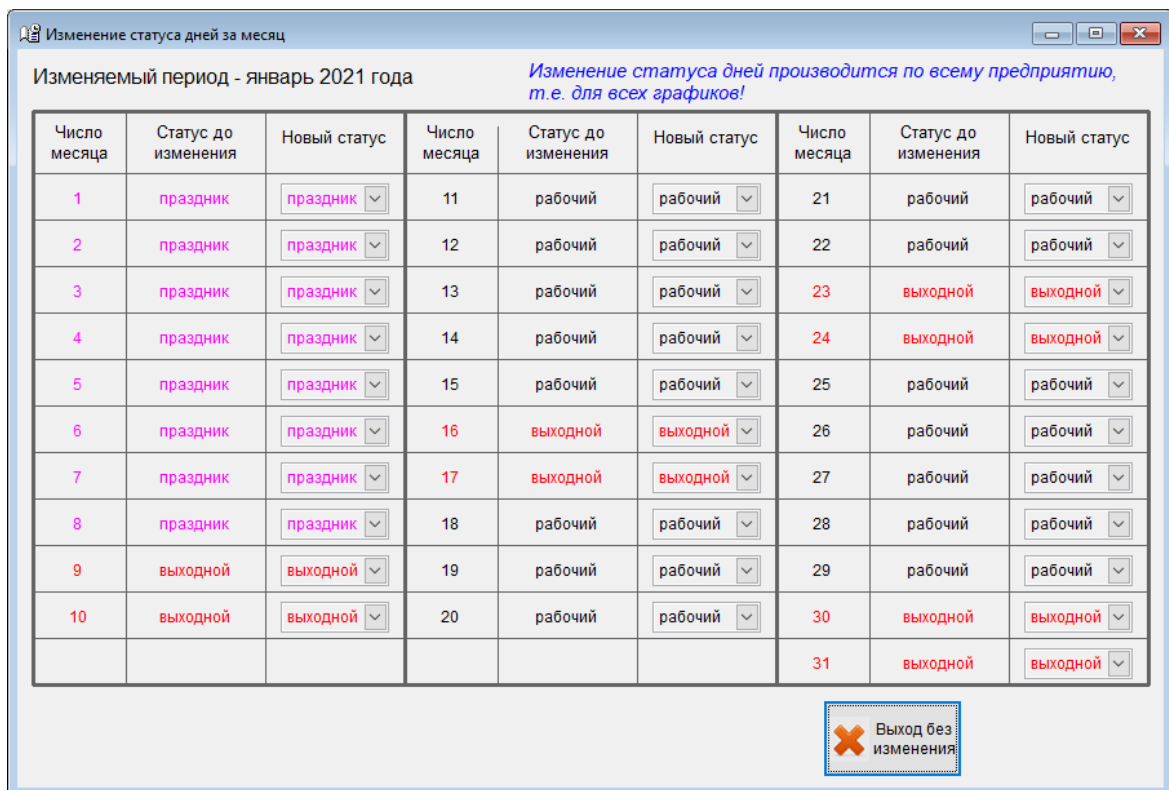 Изменение статуса дней за месяц
Изменяемый период - январь 2021 года
Изменение статуса дней производится по всему предприятию,
т.е. для всех графиков!
Число месяца Статус до изменения Новый статус Число месяца Статус до изменения Новый статус Число месяца Статус до изменения Новый статус
1 праздник праздник 11 рабочий рабочий 21 рабочий рабочий
2 праздник праздник 12 рабочий рабочий 22 рабочий рабочий
3 праздник праздник 13 рабочий рабочий 23 выходной выходной
4 праздник праздник 14 рабочий рабочий 24 выходной выходной
5 праздник праздник 15 рабочий рабочий 25 рабочий рабочий
6 праздник праздник 16 выходной выходной 26 рабочий рабочий
7 праздник праздник 17 выходной выходной 27 рабочий рабочий
8 праздник праздник 18 рабочий рабочий 28 рабочий рабочий
9 выходной выходной 19 рабочий рабочий 29 рабочий рабочий
10 выходной выходной 20 рабочий рабочий 30 выходной выходной
31 выходной выходной
Выход без
изменения